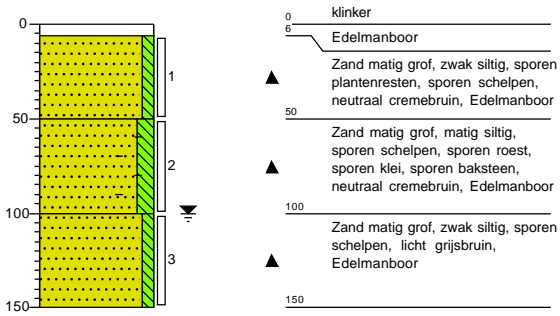 0
50
100
150
1
2
3
0
klinker
6
Edelmanboor
Zand matig grof, zwak siltig, sporen
plantenresten, sporen schelpen,
neutraal cremebruin, Edelmanboor
50
Zand matig grof, matig siltig,
sporen schelpen, sporen roest,
sporen klei, sporen baksteen,
neutraal cremebruin, Edelmanboor
100
Zand matig grof, zwak siltig, sporen
schelpen, licht grijsbruin,
Edelmanboor
150